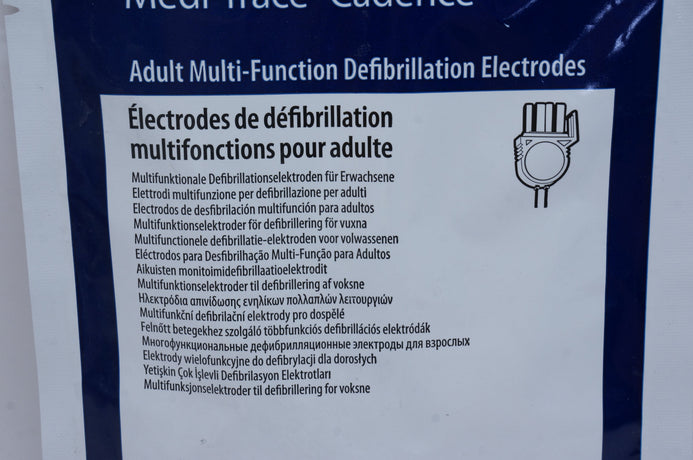 Medi-Trace Cadence
Adult Multi-Function Defibrillation Electrodes
Électrodes de défibrillation
multifonctions pour adulte
Multifunktionale Defibrillationselektroden für Erwachsene
Elettrodi multifunzione per defibrillazione per adulti
Electrodos de desfibrilación multifunción para adultos
Multifunktionselektroder för defibrillering för vuxna
Multifunctionele defibrillatie-elektroden voor volwassenen
Eléctrodos para Desfibrilhação Multi-Função para Adultos
Aikuisten monitoimidefibrillaatioelektrodit
Multifunktionselektroder til defibrillering af voksne
Ηλεκτρόδια απινίδωσης ενηλίκων πολλαπλών λειτουργιών
Multifunkční defibrilační elektrody pro dospělé
Felnőtt betegekhez szolgáló többfunkciós defibrillációs elektródák
Многофункциональные дефибрилляционные электроды для взрослых
Elektrody wielofunkcyjne do defibrylacji dla dorosłych
Yetişkin Çok İşlevli Defibrilasyon Elektrotları
Multifunksjonselektroder til defibrillering for voksne